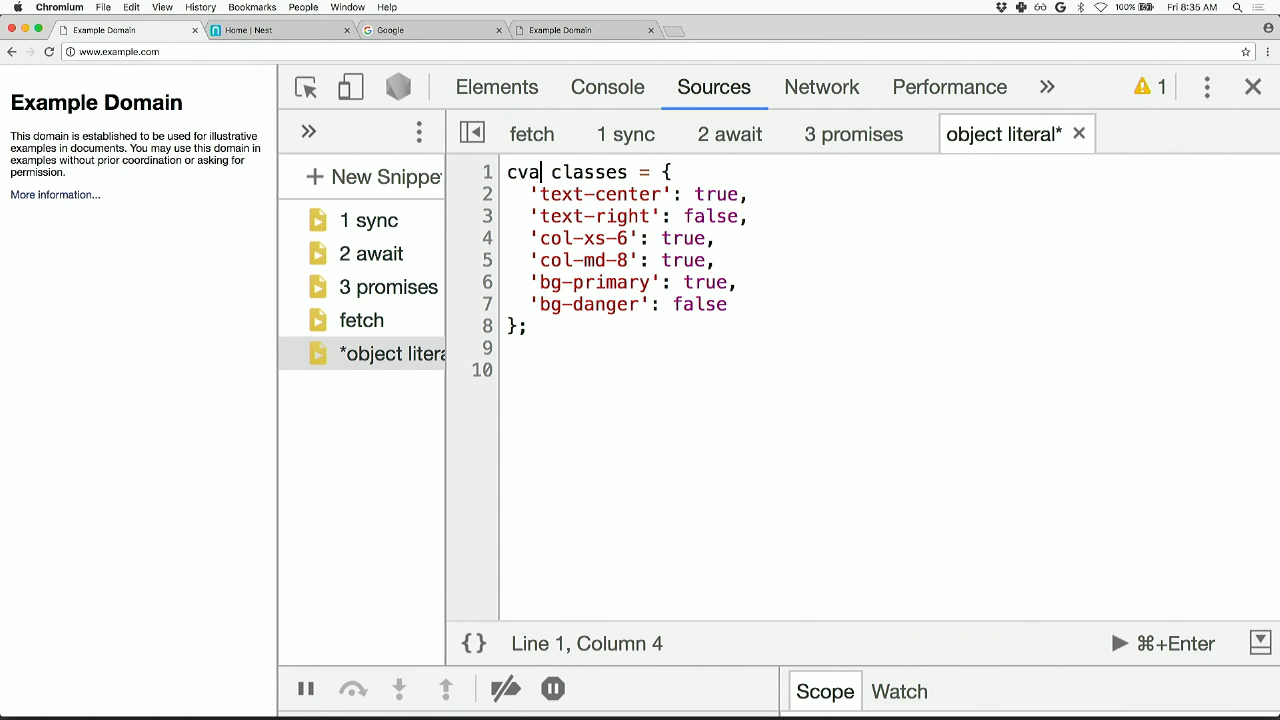 Chromium File Edit View History Bookmarks People Window Help 100% Fri 8:35 AM
Example Domain × Home | Nest × Google × Example Domain ×
www.example.com
Example Domain
This domain is established to be used for illustrative
examples in documents. You may use this domain in
examples without prior coordination or asking for
permission.
More information...
Elements Console Sources Network Performance » 1
» fetch 1 sync 2 await 3 promises object literal* ×
+ New Snippe
1 sync
2 await
3 promises
fetch
*object litera
1 cva classes = {
2 'text-center': true,
3 'text-right': false,
4 'col-xs-6': true,
5 'col-md-8': true,
6 'bg-primary': true,
7 'bg-danger': false
8 };
9
10
{} Line 1, Column 4 ⌘+Enter
Scope Watch